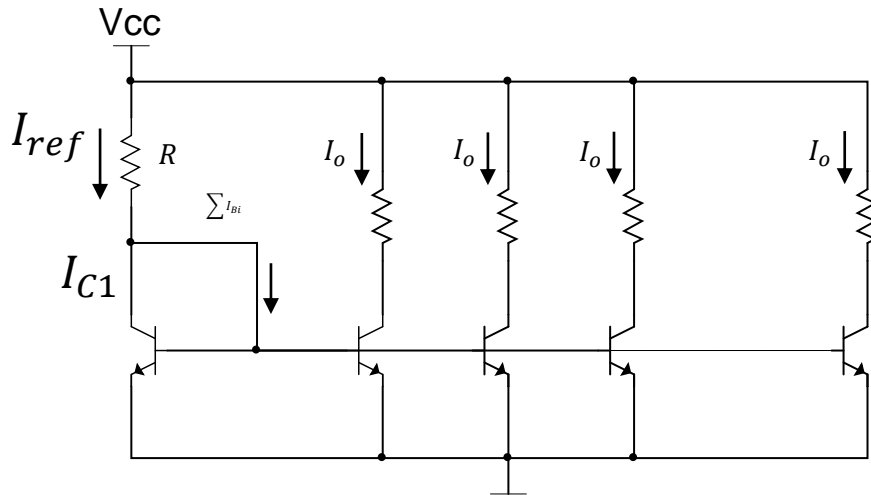 Vcc
I_ref
R
I_o
I_o
I_o
I_o
∑ I_Bi
I_C1